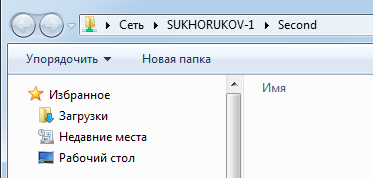 Сеть SUKHORUKOV-1 Second
Упорядочить Новая папка
Избранное
Загрузки
Недавние места
Рабочий стол
Имя